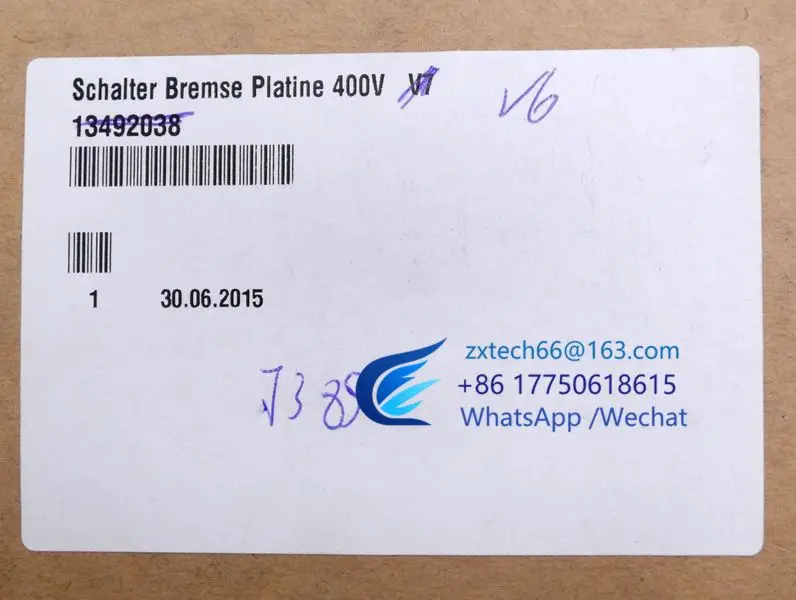 Schalter Bremse Platine 400V V7 V6
13492038
1 30.06.2015
zxtech66@163.com
+86 17750618615
WhatsApp /Wechat